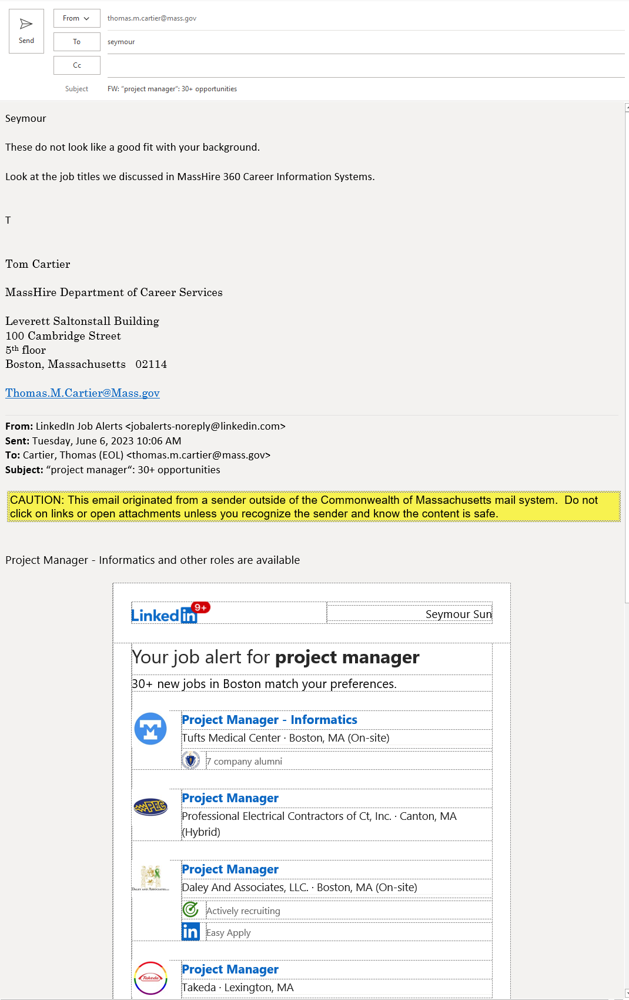 Send
From
thomas.m.cartier@mass.gov
To
seymour
Cc
Subject
FW: "project manager": 30+ opportunities
Seymour
These do not look like a good fit with your background.
Look at the job titles we discussed in MassHire 360 Career Information Systems.
T
Tom Cartier
MassHire Department of Career Services
Leverett Saltonstall Building
100 Cambridge Street
5th floor
Boston, Massachusetts 02114
Thomas.M.Cartier@Mass.gov
From: LinkedIn Job Alerts <jobalerts-noreply@linkedin.com>
Sent: Tuesday, June 6, 2023 10:06 AM
To: Cartier, Thomas (EOL) <thomas.m.cartier@mass.gov>
Subject: “project manager“: 30+ opportunities
CAUTION: This email originated from a sender outside of the Commonwealth of Massachusetts mail system. Do not
click on links or open attachments unless you recognize the sender and know the content is safe.
Project Manager - Informatics and other roles are available
Linkedin 9+
Seymour Sun
Your job alert for project manager
30+ new jobs in Boston match your preferences.
Project Manager - Informatics
Tufts Medical Center · Boston, MA (On-site)
7 company alumni
PEC
Project Manager
Professional Electrical Contractors of Ct, Inc. · Canton, MA
(Hybrid)
DALEY AND ASSOCIATES
Project Manager
Daley And Associates, LLC. · Boston, MA (On-site)
Actively recruiting
in
Easy Apply
Takeda
Project Manager
Takeda · Lexington, MA